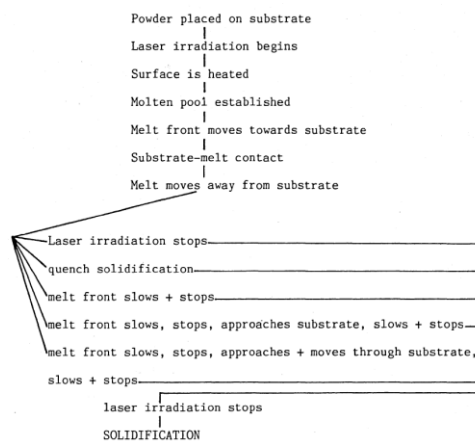 Powder placed on substrate
Laser irradiation begins
Surface is heated
Molten pool established
Melt front moves towards substrate
Substrate-melt contact
Melt moves away from substrate
Laser irradiation stops
quench solidification
melt front slows + stops
melt front slows, stops, approaches substrate, slows + stops
melt front slows, stops, approaches + moves through substrate,
slows + stops
laser irradiation stops
SOLIDIFICATION